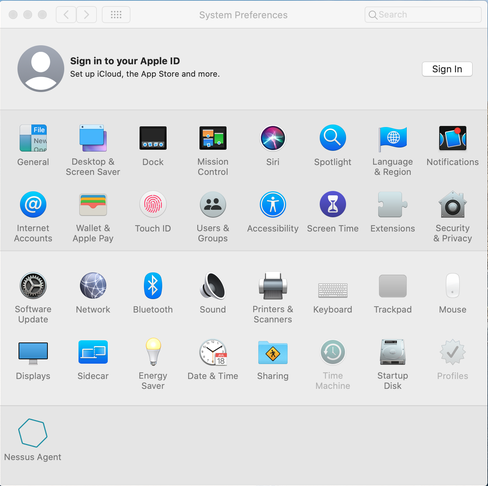 System Preferences
Search
Sign in to your Apple ID
Set up iCloud, the App Store and more.
Sign In
File
New
General
Desktop &
Screen Saver
Dock
Mission
Control
Siri
Spotlight
Language
& Region
Notifications
Internet
Accounts
Wallet &
Apple Pay
Touch ID
Users &
Groups
Accessibility
Screen Time
Extensions
Security
& Privacy
Software
Update
Network
Bluetooth
Sound
Printers &
Scanners
Keyboard
Trackpad
Mouse
Displays
Sidecar
Energy
Saver
18
Date & Time
Sharing
Time
Machine
Startup
Disk
Profiles
Nessus Agent